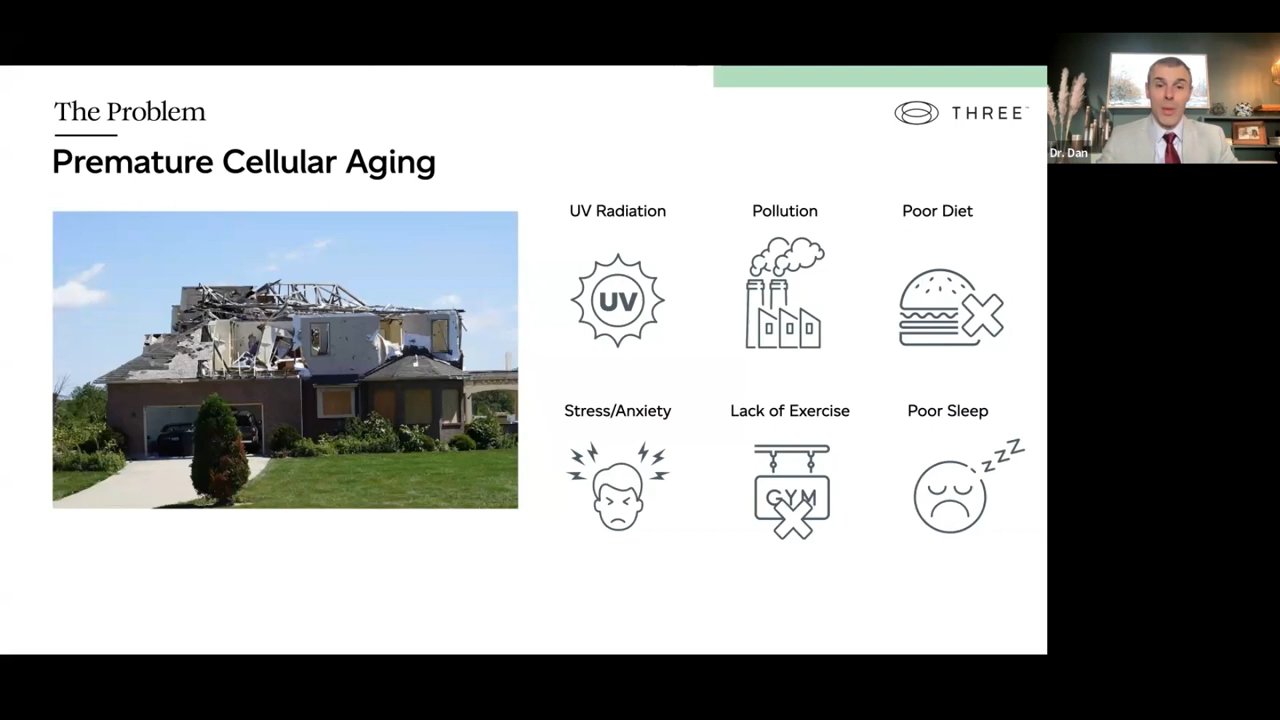 The Problem
THREE™
Premature Cellular Aging
UV Radiation
Pollution
Poor Diet
UV
Stress/Anxiety
Lack of Exercise
Poor Sleep
GYM
zzz
Dr. Dan